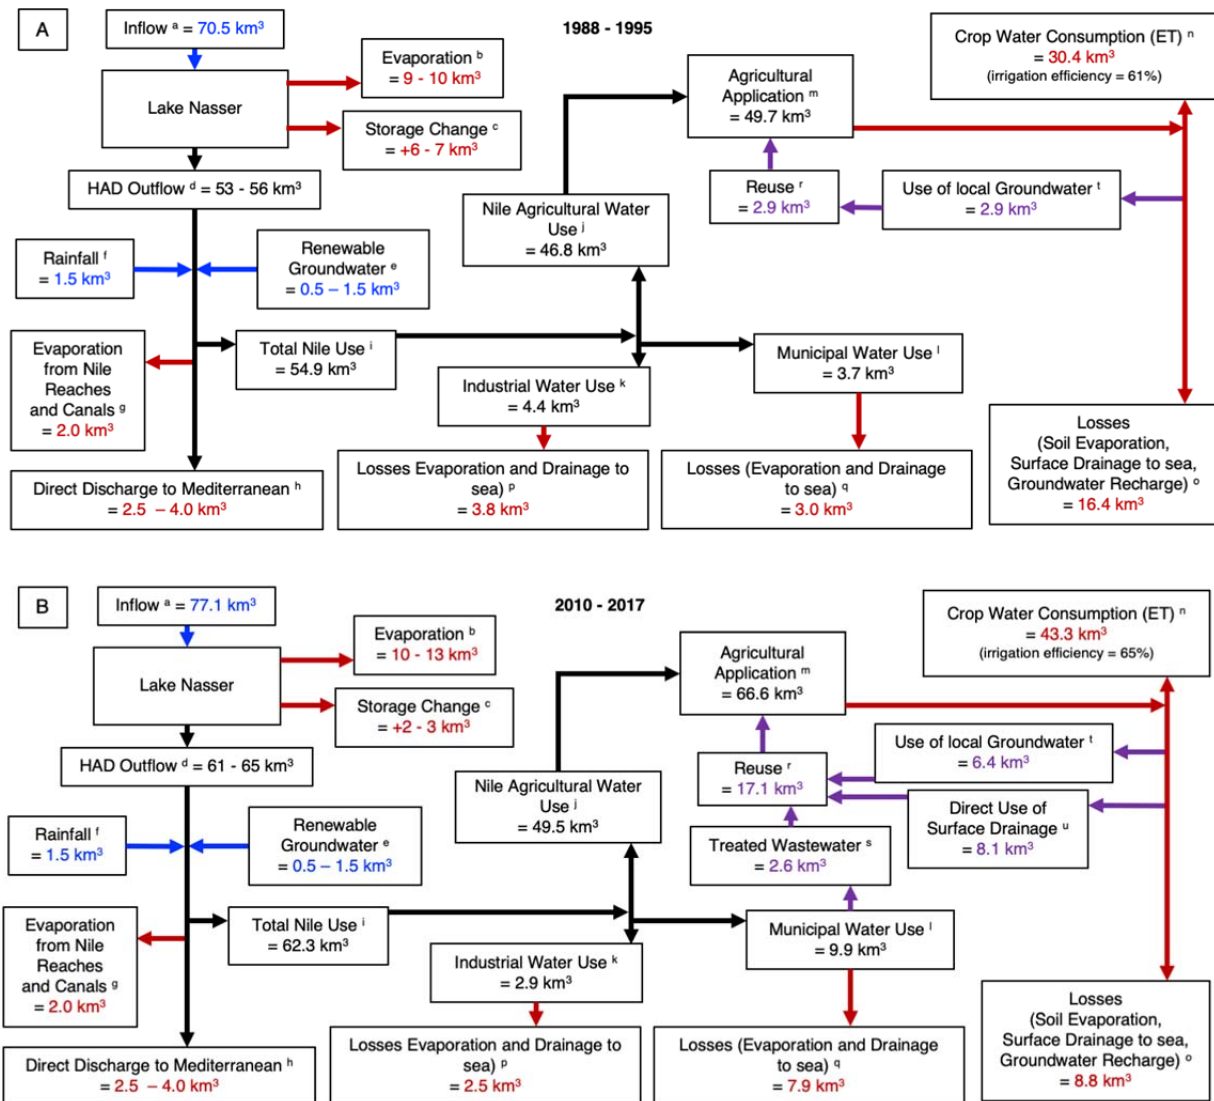 A
1988 - 1995
Inflow ᵃ = 70.5 km³
Evaporation ᵇ
= 9 - 10 km³
Lake Nasser
Storage Change ᶜ
= +6 - 7 km³
HAD Outflow ᵈ = 53 - 56 km³
Rainfall ᶠ
= 1.5 km³
Renewable
Groundwater ᵉ
= 0.5 – 1.5 km³
Evaporation
from Nile
Reaches
and Canals ᵍ
= 2.0 km³
Total Nile Use ⁱ
= 54.9 km³
Direct Discharge to Mediterranean ʰ
= 2.5 – 4.0 km³
Nile Agricultural Water
Use ʲ
= 46.8 km³
Industrial Water Use ᵏ
= 4.4 km³
Losses Evaporation and Drainage to
sea) ᵖ
= 3.8 km³
Agricultural
Application ᵐ
= 49.7 km³
Reuse ʳ
= 2.9 km³
Use of local Groundwater ᵗ
= 2.9 km³
Municipal Water Use ˡ
= 3.7 km³
Losses (Evaporation and Drainage
to sea) ᑫ
= 3.0 km³
Crop Water Consumption (ET) ⁿ
= 30.4 km³
(irrigation efficiency = 61%)
Losses
(Soil Evaporation,
Surface Drainage to sea,
Groundwater Recharge) ᵒ
= 16.4 km³
B
2010 - 2017
Inflow ᵃ = 77.1 km³
Evaporation ᵇ
= 10 - 13 km³
Lake Nasser
Storage Change ᶜ
= +2 - 3 km³
HAD Outflow ᵈ = 61 - 65 km³
Rainfall ᶠ
= 1.5 km³
Renewable
Groundwater ᵉ
= 0.5 – 1.5 km³
Evaporation
from Nile
Reaches
and Canals ᵍ
= 2.0 km³
Total Nile Use ⁱ
= 62.3 km³
Direct Discharge to Mediterranean ʰ
= 2.5 – 4.0 km³
Nile Agricultural Water
Use ʲ
= 49.5 km³
Industrial Water Use ᵏ
= 2.9 km³
Losses Evaporation and Drainage to
sea) ᵖ
= 2.5 km³
Agricultural
Application ᵐ
= 66.6 km³
Reuse ʳ
= 17.1 km³
Use of local Groundwater ᵗ
= 6.4 km³
Direct Use of
Surface Drainage ᵘ
= 8.1 km³
Treated Wastewater ˢ
= 2.6 km³
Municipal Water Use ˡ
= 9.9 km³
Losses (Evaporation and Drainage
to sea) ᑫ
= 7.9 km³
Crop Water Consumption (ET) ⁿ
= 43.3 km³
(irrigation efficiency = 65%)
Losses
(Soil Evaporation,
Surface Drainage to sea,
Groundwater Recharge) ᵒ
= 8.8 km³